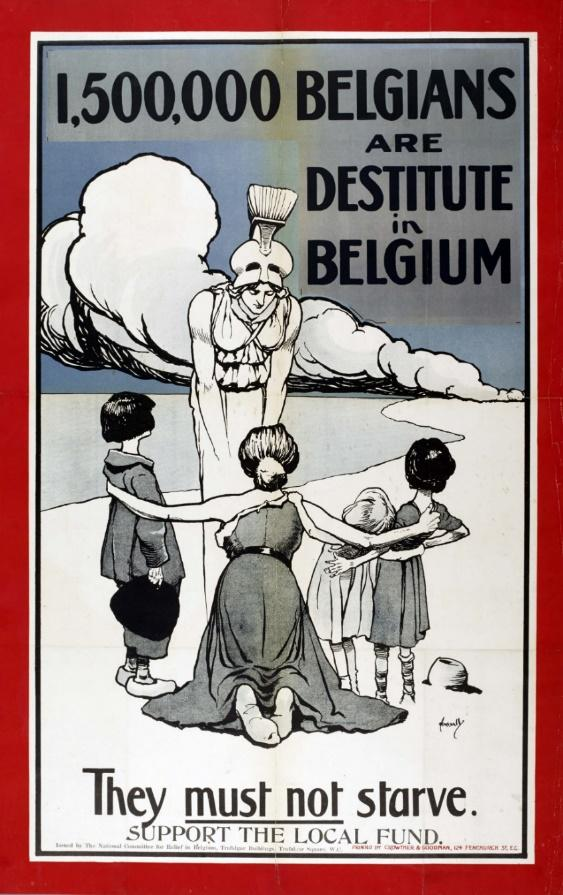 1,500,000 BELGIANS
ARE
DESTITUTE
in
BELGIUM
They must not starve.
SUPPORT THE LOCAL FUND.
Issued by The National Committee for Relief in Belgium, Trafalgar Buildings, Trafalgar Square, W.C.
PRINTED BY CROWTHER & GOODMAN, 124 FENCHURCH ST. E.C.